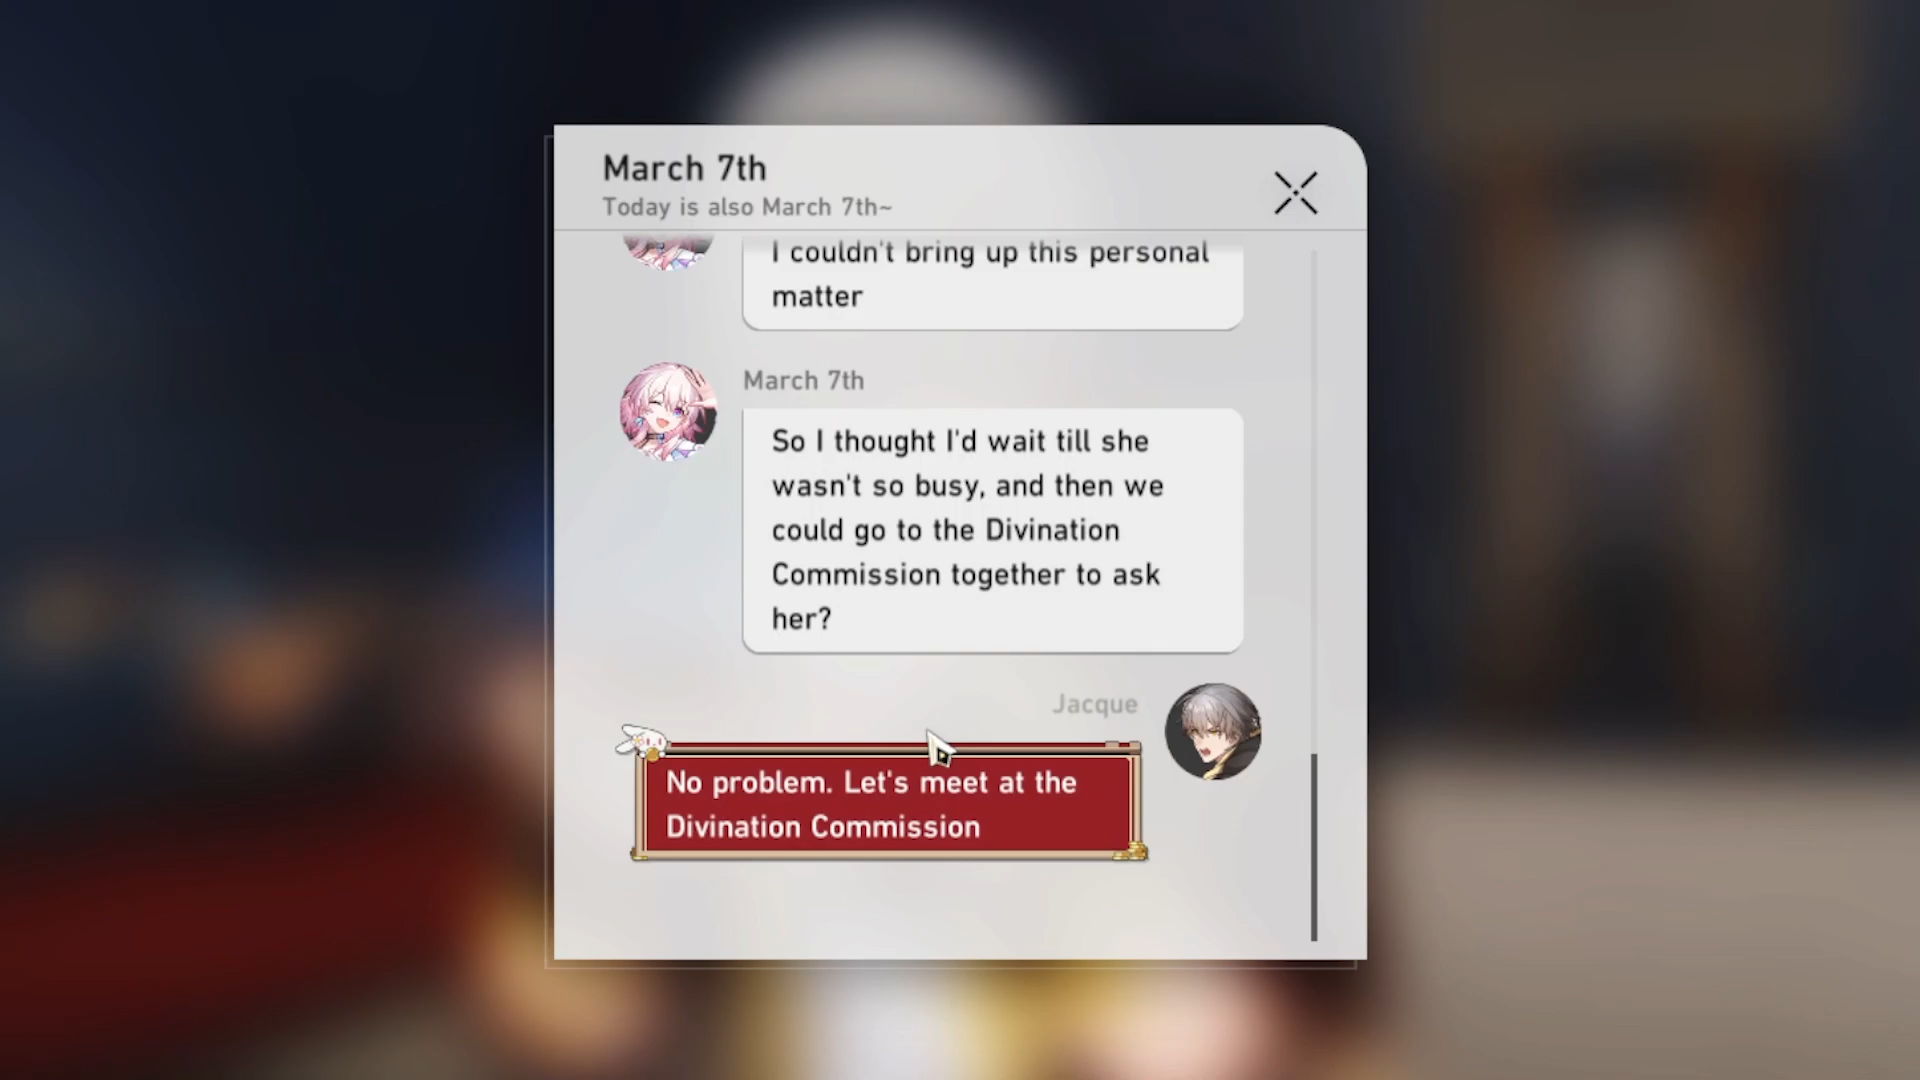 March 7th
Today is also March 7th~
I couldn't bring up this personal
matter
March 7th
So I thought I'd wait till she
wasn't so busy, and then we
could go to the Divination
Commission together to ask
her?
Jacque
No problem. Let's meet at the
Divination Commission